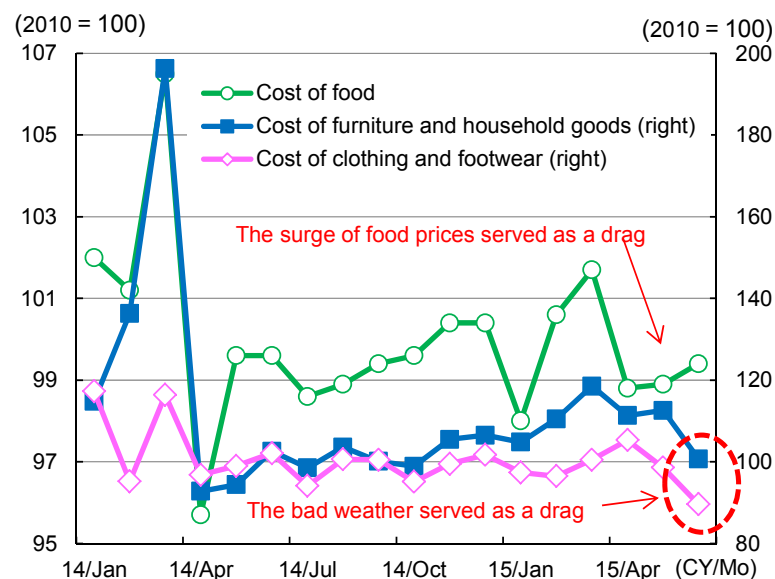 (2010 = 100)
(2010 = 100)
107
105
103
101
99
97
95
200
180
160
140
120
100
80
Cost of food
Cost of furniture and household goods (right)
Cost of clothing and footwear (right)
The surge of food prices served as a drag
The bad weather served as a drag
14/Jan 14/Apr 14/Jul 14/Oct 15/Jan 15/Apr (CY/Mo)